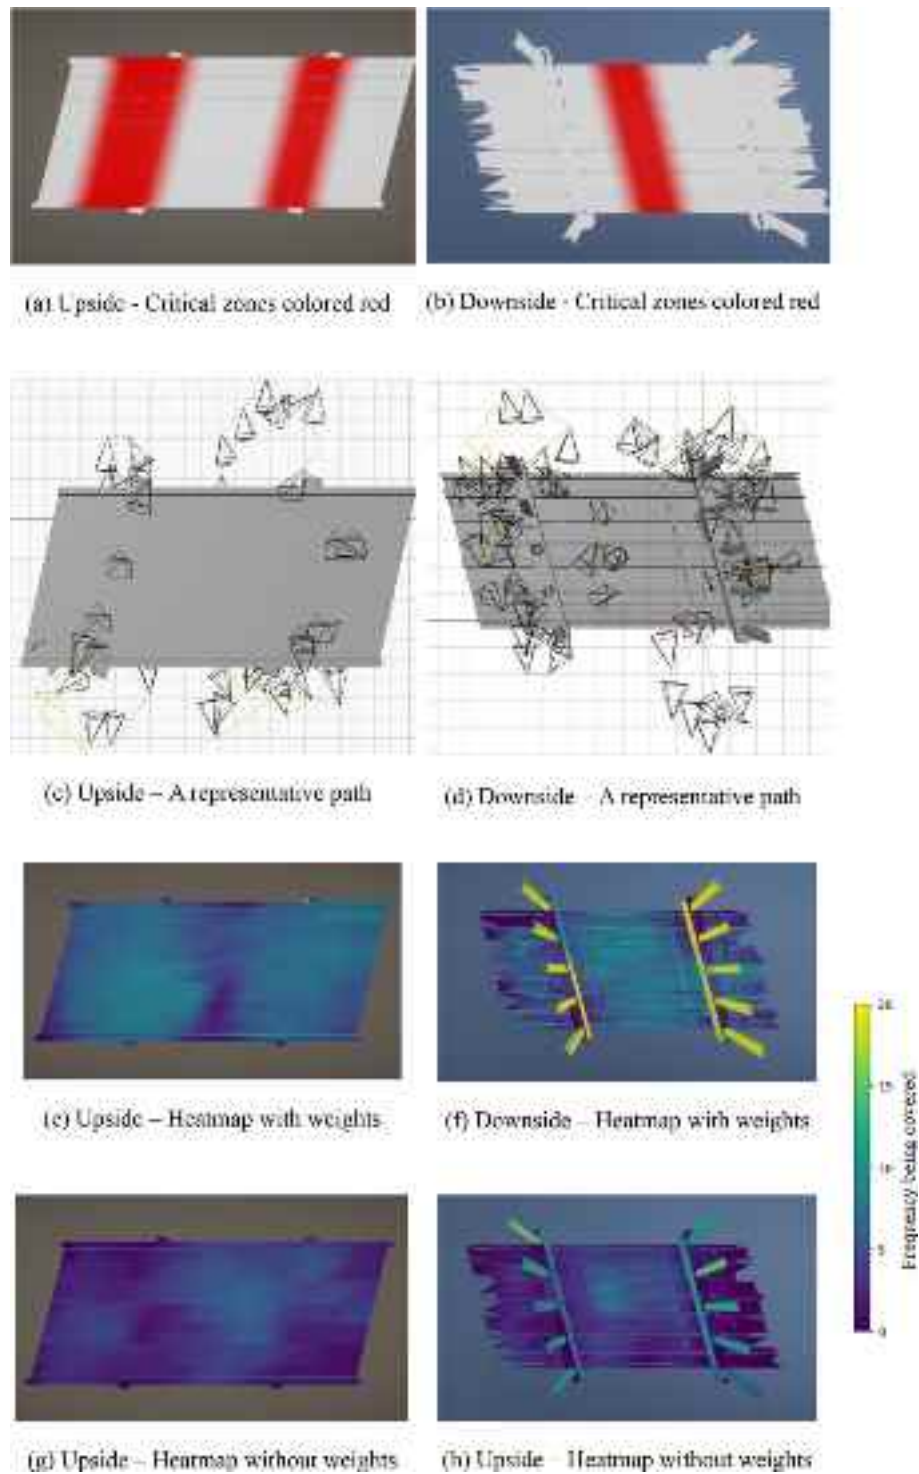 (a) Upside - Critical zones colored red
(b) Downside - Critical zones colored red
(c) Upside – A representative path
(d) Downside – A representative path
(e) Upside – Heatmap with weights
(f) Downside – Heatmap with weights
20
15
10
5
0
Freqneay being covered
(g) Upside – Heatmap without weights
(h) Upside – Heatmap without weights